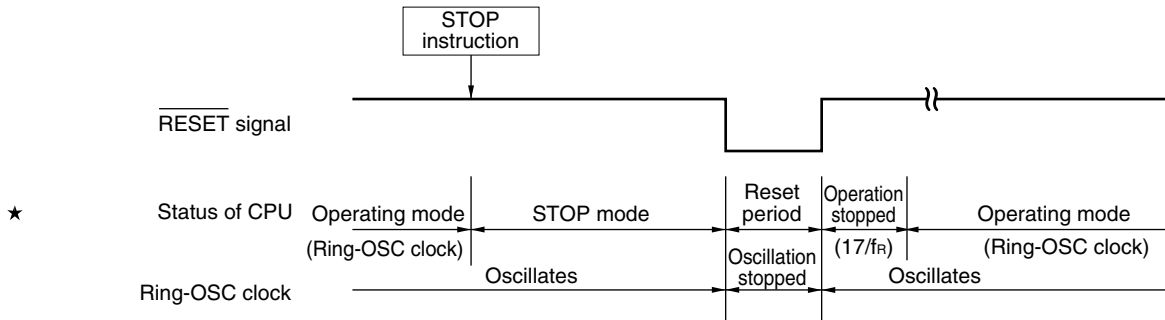 STOP
instruction
RESET signal
★ Status of CPU
Operating mode
(Ring-OSC clock)
STOP mode
Reset
period
Operation
stopped
(17/fR)
Operating mode
(Ring-OSC clock)
Ring-OSC clock
Oscillates
Oscillation
stopped
Oscillates